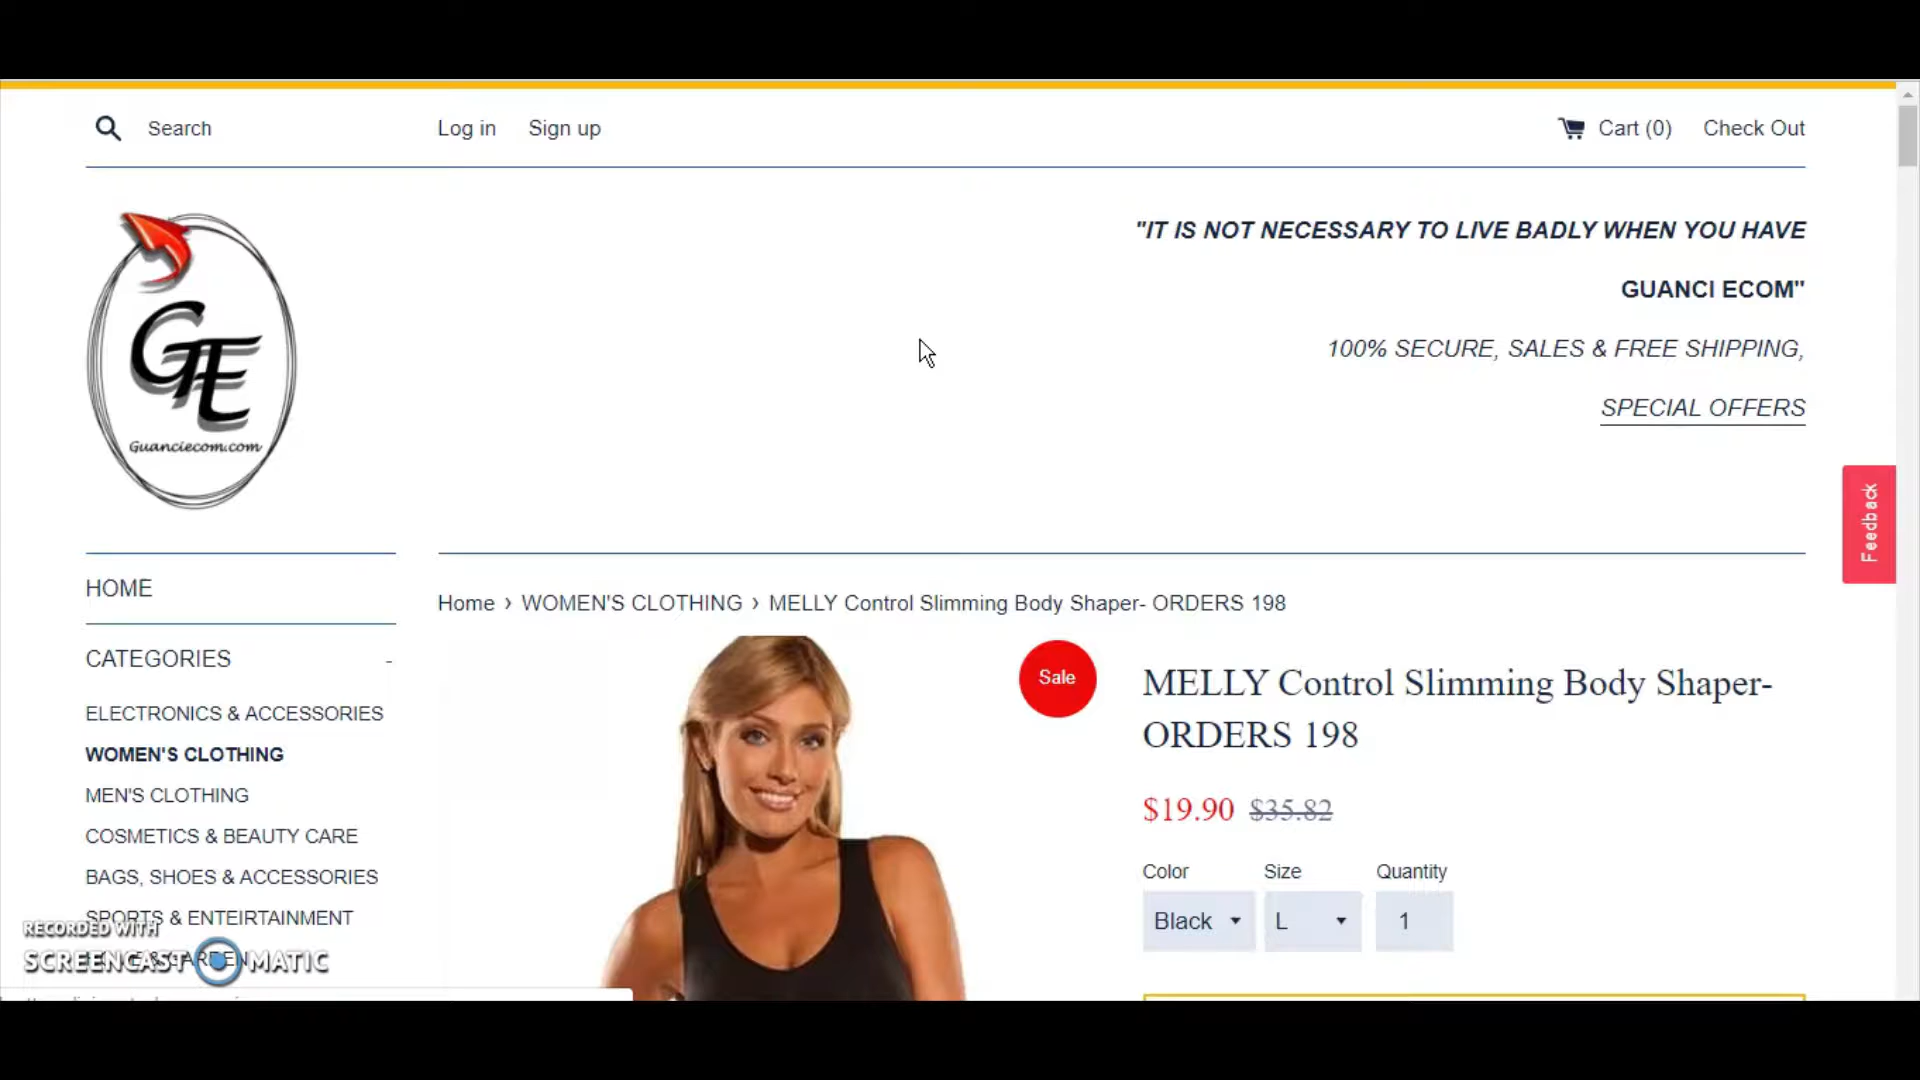 Search
Log in
Sign up
Cart (0)
Check Out
"IT IS NOT NECESSARY TO LIVE BADLY WHEN YOU HAVE
GUANCI ECOM"
100% SECURE, SALES & FREE SHIPPING,
SPECIAL OFFERS
GE
Guanciecom.com
Feedback
HOME
CATEGORIES -
ELECTRONICS & ACCESSORIES
WOMEN'S CLOTHING
MEN'S CLOTHING
COSMETICS & BEAUTY CARE
BAGS, SHOES & ACCESSORIES
SPORTS & ENTEIRTAINMENT
Home › WOMEN'S CLOTHING › MELLY Control Slimming Body Shaper- ORDERS 198
Sale
MELLY Control Slimming Body Shaper-
ORDERS 198
$19.90 $35.82
Color Size Quantity
Black L 1
RECORDED WITH
SCREENCAST MATIC